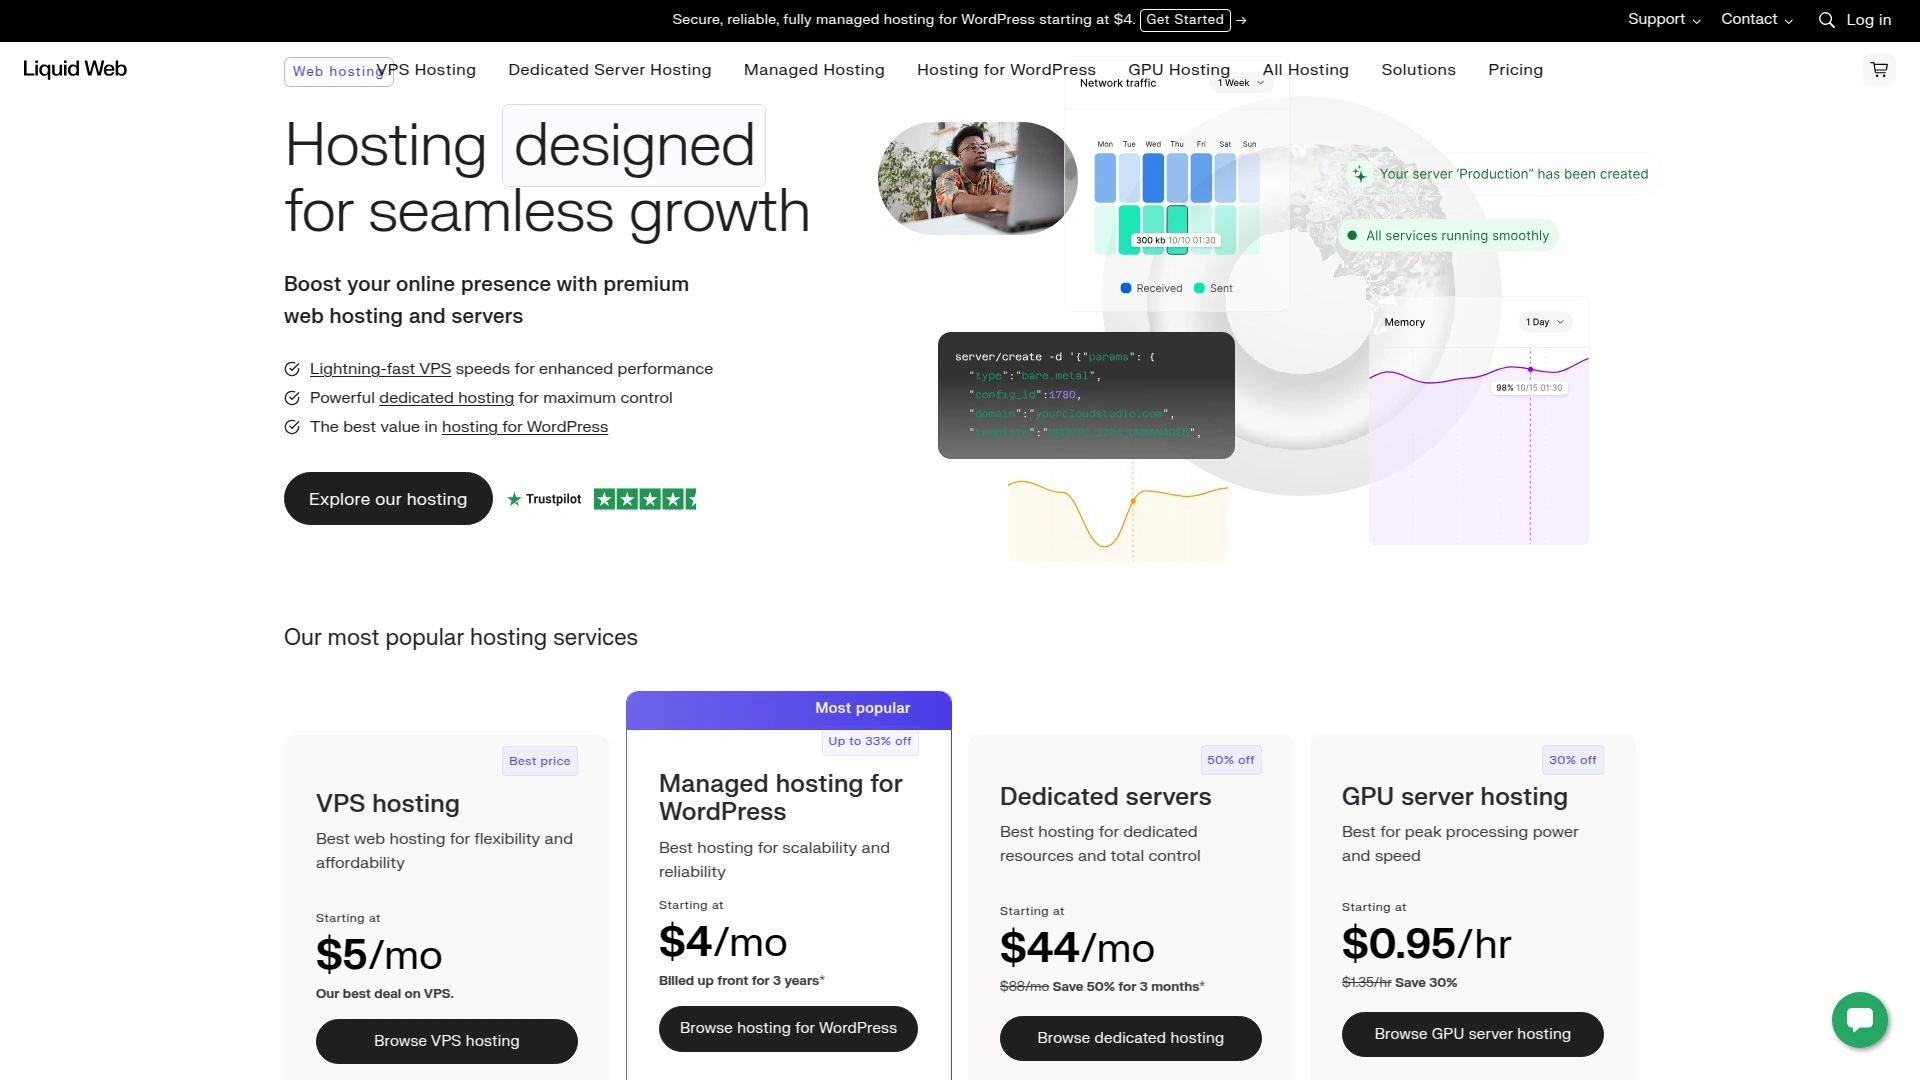 Secure, reliable, fully managed hosting for WordPress starting at $4. Get Started →
Support
Contact
Log in
Liquid Web
Web hosting
VPS Hosting
Dedicated Server Hosting
Managed Hosting
Hosting for WordPress
GPU Hosting
All Hosting
Solutions
Pricing
Hosting designed
for seamless growth
Boost your online presence with premium
web hosting and servers
Lightning-fast VPS speeds for enhanced performance
Powerful dedicated hosting for maximum control
The best value in hosting for WordPress
Explore our hosting
Trustpilot
Network traffic
1 Week
Mon Tue Wed Thu Fri Sat Sun
300 kb 10/10 01:30
Received
Sent
Your server ‘Production” has been created
All services running smoothly
Memory
1 Day
98% 10/15 01:30
server/create -d '{"params": {
"type":"bare.metal",
"config_id":1780,
"domain":"yourcloudstudio.com",
Our most popular hosting services
Best price
VPS hosting
Best web hosting for flexibility and
affordability
Starting at
$5/mo
Our best deal on VPS.
Browse VPS hosting
Most popular
Up to 33% off
Managed hosting for
WordPress
Best hosting for scalability and
reliability
Starting at
$4/mo
Billed up front for 3 years*
Browse hosting for WordPress
50% off
Dedicated servers
Best hosting for dedicated
resources and total control
Starting at
$44/mo
$88/mo Save 50% for 3 months*
Browse dedicated hosting
30% off
GPU server hosting
Best for peak processing power
and speed
Starting at
$0.95/hr
$1.35/hr Save 30%
Browse GPU server hosting